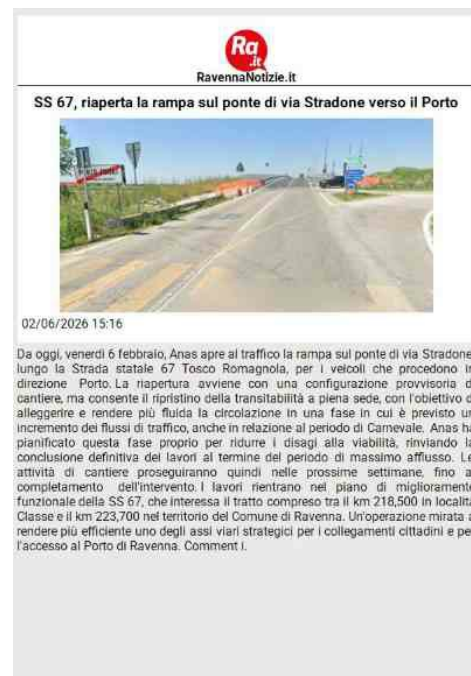 Ra
.it
RavennaNotizie.it
SS 67, riaperta la rampa sul ponte di via Stradone verso il Porto
02/06/2026 15:16
Da oggi, venerdì 6 febbraio, Anas apre al traffico la rampa sul ponte di via Stradone,
lungo la Strada statale 67 Tosco Romagnola, per i veicoli che procedono in
direzione Porto. La riapertura avviene con una configurazione provvisoria di
cantiere, ma consente il ripristino della transitabilità a piena sede, con l'obiettivo di
alleggerire e rendere più fluida la circolazione in una fase in cui è previsto un
incremento dei flussi di traffico, anche in relazione al periodo di Carnevale. Anas ha
pianificato questa fase proprio per ridurre i disagi alla viabilità, rinviando la
conclusione definitiva dei lavori al termine del periodo di massimo afflusso. Le
attività di cantiere proseguiranno quindi nelle prossime settimane, fino al
completamento dell'intervento. I lavori rientrano nel piano di miglioramento
funzionale della SS 67, che interessa il tratto compreso tra il km 218,500 in località
Classe e il km 223,700 nel territorio del Comune di Ravenna. Un'operazione mirata a
rendere più efficiente uno degli assi viari strategici per i collegamenti cittadini e per
l'accesso al Porto di Ravenna. Comment i.